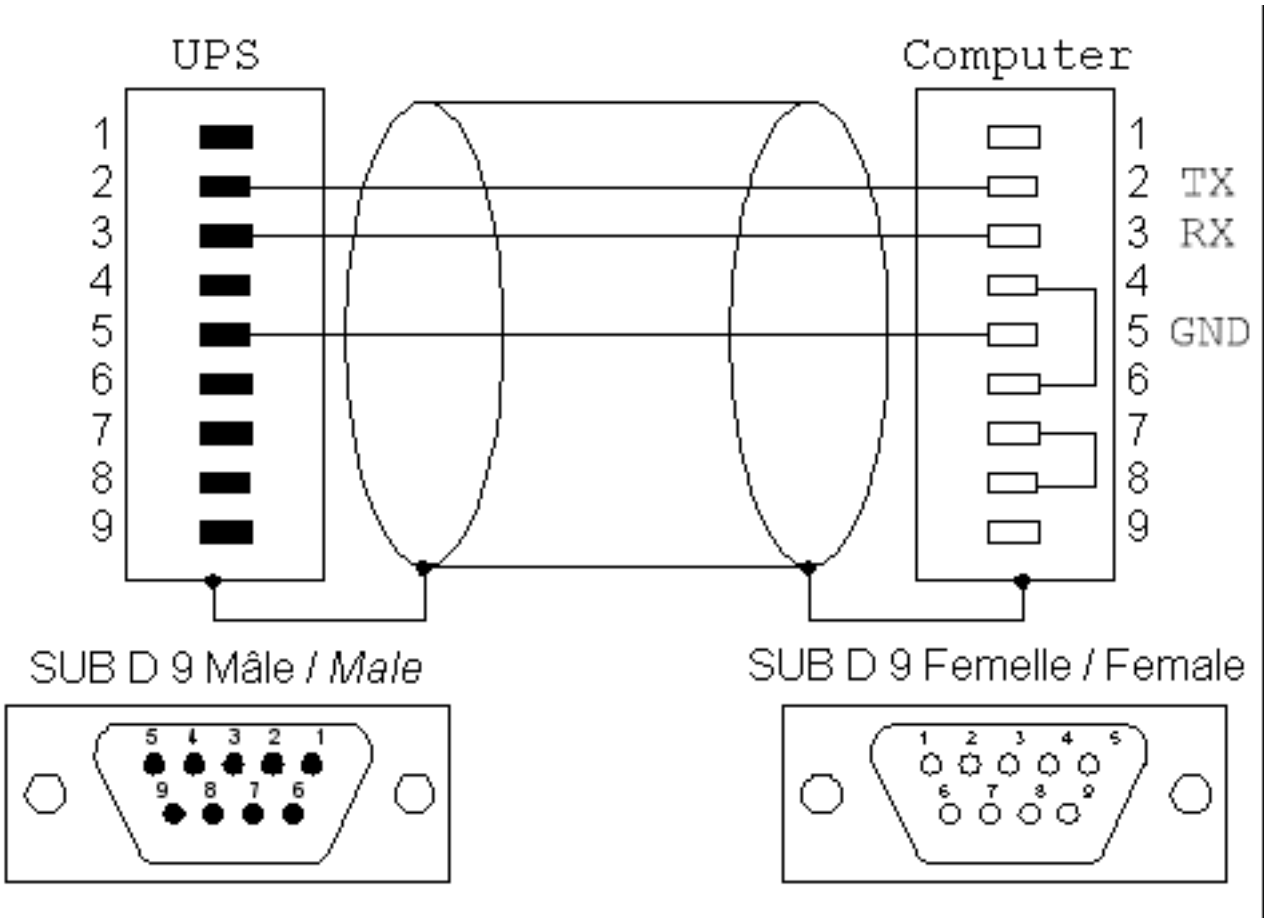 UPS
Computer
1 1
2 2 TX
3 3 RX
4 4
5 5 GND
6 6
7 7
8 8
9 9
SUB D 9 Mâle / Male
SUB D 9 Femelle / Female
5 4 3 2 1
9 8 7 6
1 2 3 4 5
6 7 8 9